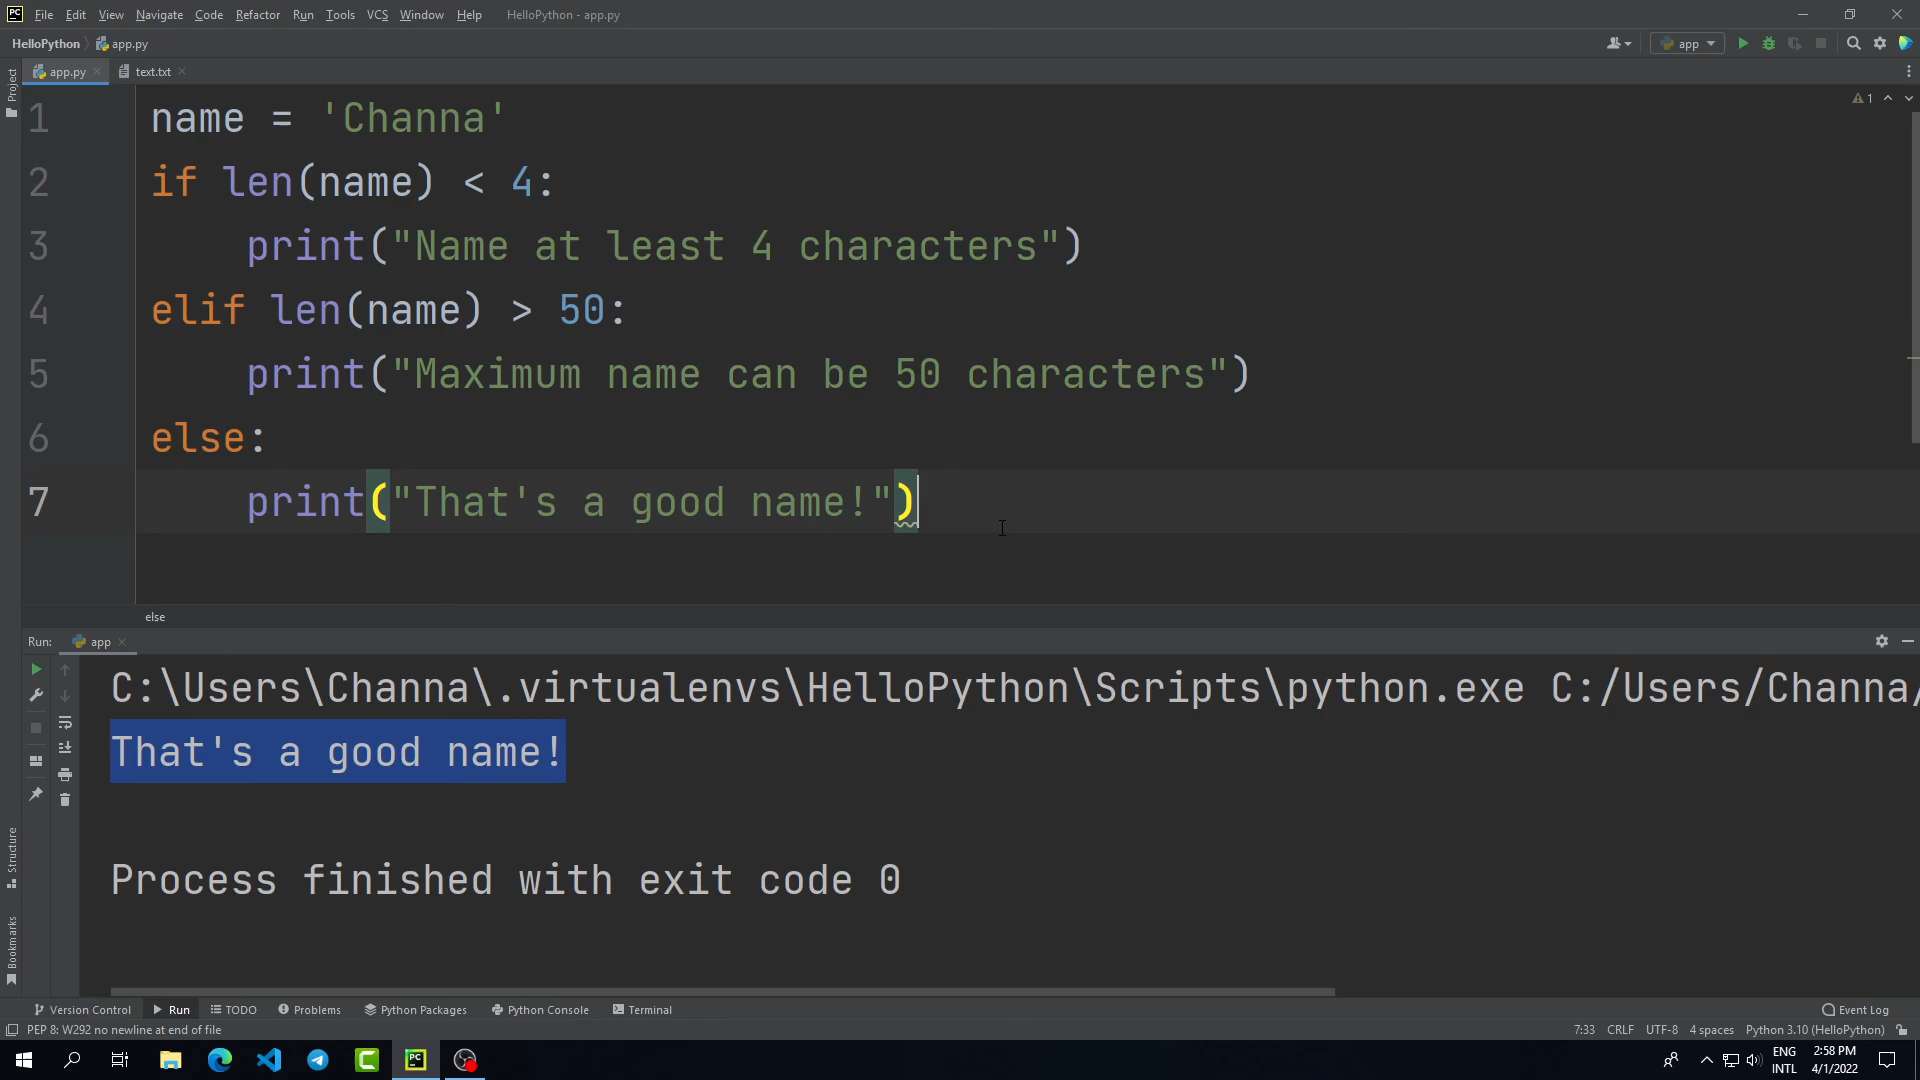 PC File Edit View Navigate Code Refactor Run Tools VCS Window Help HelloPython - app.py
HelloPython app.py app
Project
app.py text.txt
1
1 name = 'Channa'
2 if len(name) < 4:
3 print("Name at least 4 characters")
4 elif len(name) > 50:
5 print("Maximum name can be 50 characters")
6 else:
7 print("That's a good name!")
else
Run: app
C:\Users\Channa\.virtualenvs\HelloPython\Scripts\python.exe C:/Users/Channa/
That's a good name!
Process finished with exit code 0
Structure
Bookmarks
Version Control Run TODO Problems Python Packages Python Console Terminal Event Log
PEP 8: W292 no newline at end of file 7:33 CRLF UTF-8 4 spaces Python 3.10 (HelloPython)
PC ENG 2:58 PM
INTL 4/1/2022